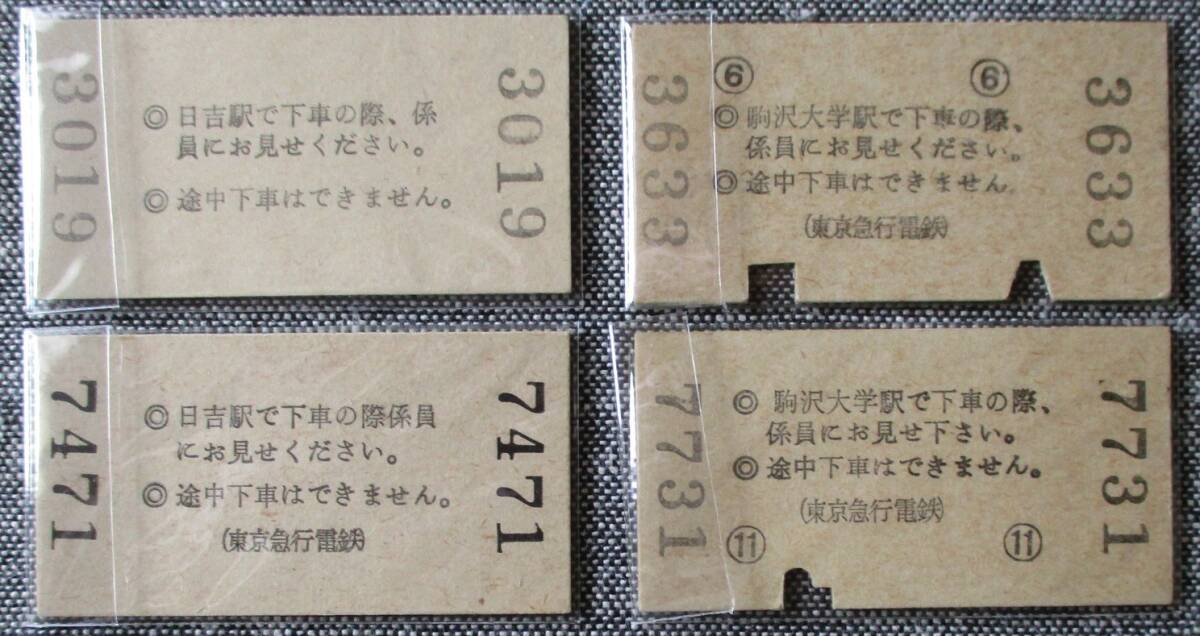 3019
3019
◎ 日吉駅で下車の際、係
員にお見せください。
◎ 途中下車はできません。
3633
3633
⑥ ⑥
◎ 駒沢大学駅で下車の際、
係員にお見せください。
◎ 途中下車はできません
(東京急行電鉄)
7471
7471
◎ 日吉駅で下車の際係員
にお見せください。
◎ 途中下車はできません。
(東京急行電鉄)
7731
7731
◎ 駒沢大学駅で下車の際、
係員にお見せ下さい。
◎ 途中下車はできません。
(東京急行電鉄)
⑪ ⑪